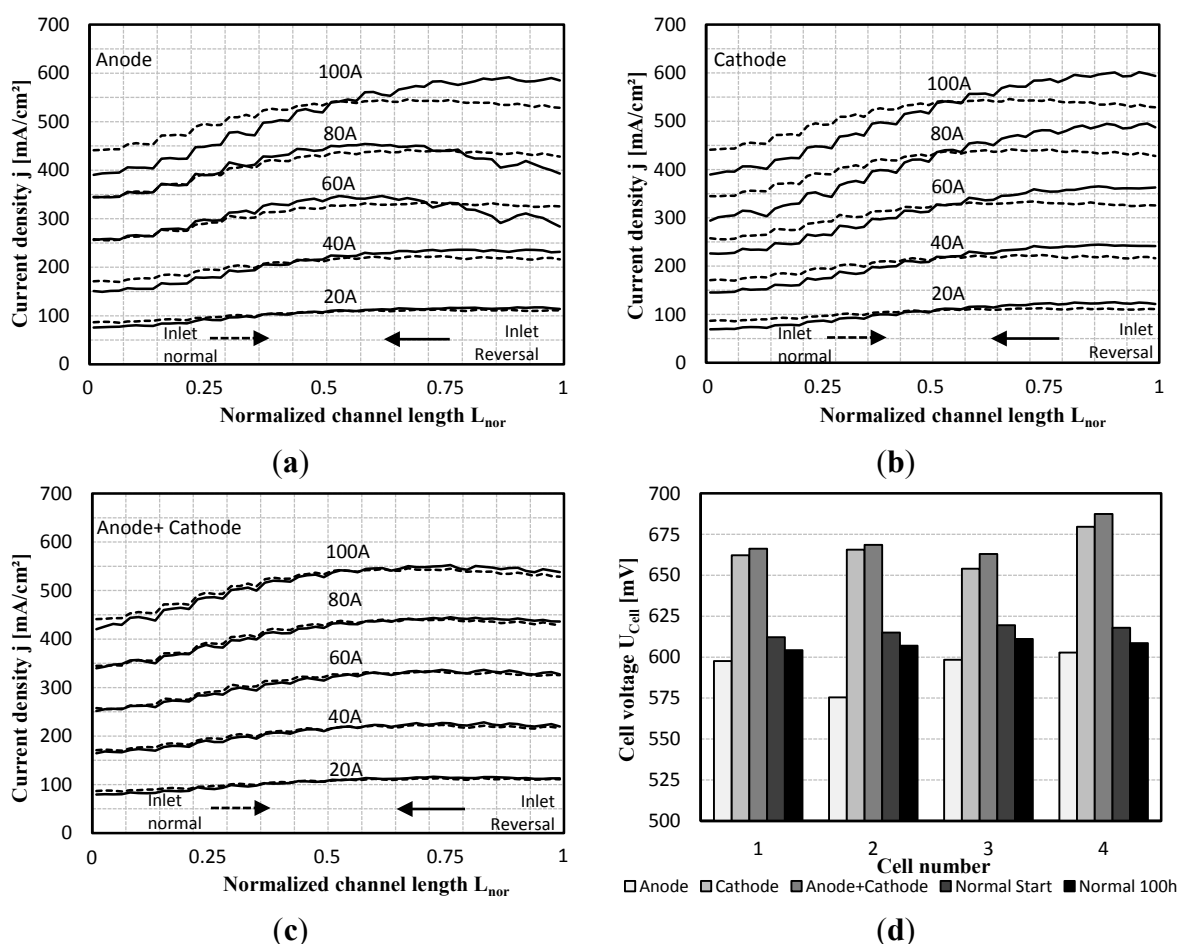 700
600
500
400
300
200
100
0
Current density j [mA/cm²]
Anode
100A
80A
60A
40A
20A
Inlet
normal
Inlet
Reversal
0
0.25
0.5
0.75
1
Normalized channel length Lnor
(a)
700
600
500
400
300
200
100
0
Current density j [mA/cm²]
Cathode
100A
80A
60A
40A
20A
Inlet
normal
Inlet
Reversal
0
0.25
0.5
0.75
1
Normalized channel length Lnor
(b)
700
600
500
400
300
200
100
0
Current density j [mA/cm²]
Anode+ Cathode
100A
80A
60A
40A
20A
Inlet
normal
Inlet
Reversal
0
0.25
0.5
0.75
1
Normalized channel length Lnor
(c)
700
675
650
625
600
575
550
525
500
Cell voltage UCell [mV]
1
2
3
4
Cell number
Anode
Cathode
Anode+Cathode
Normal Start
Normal 100h
(d)